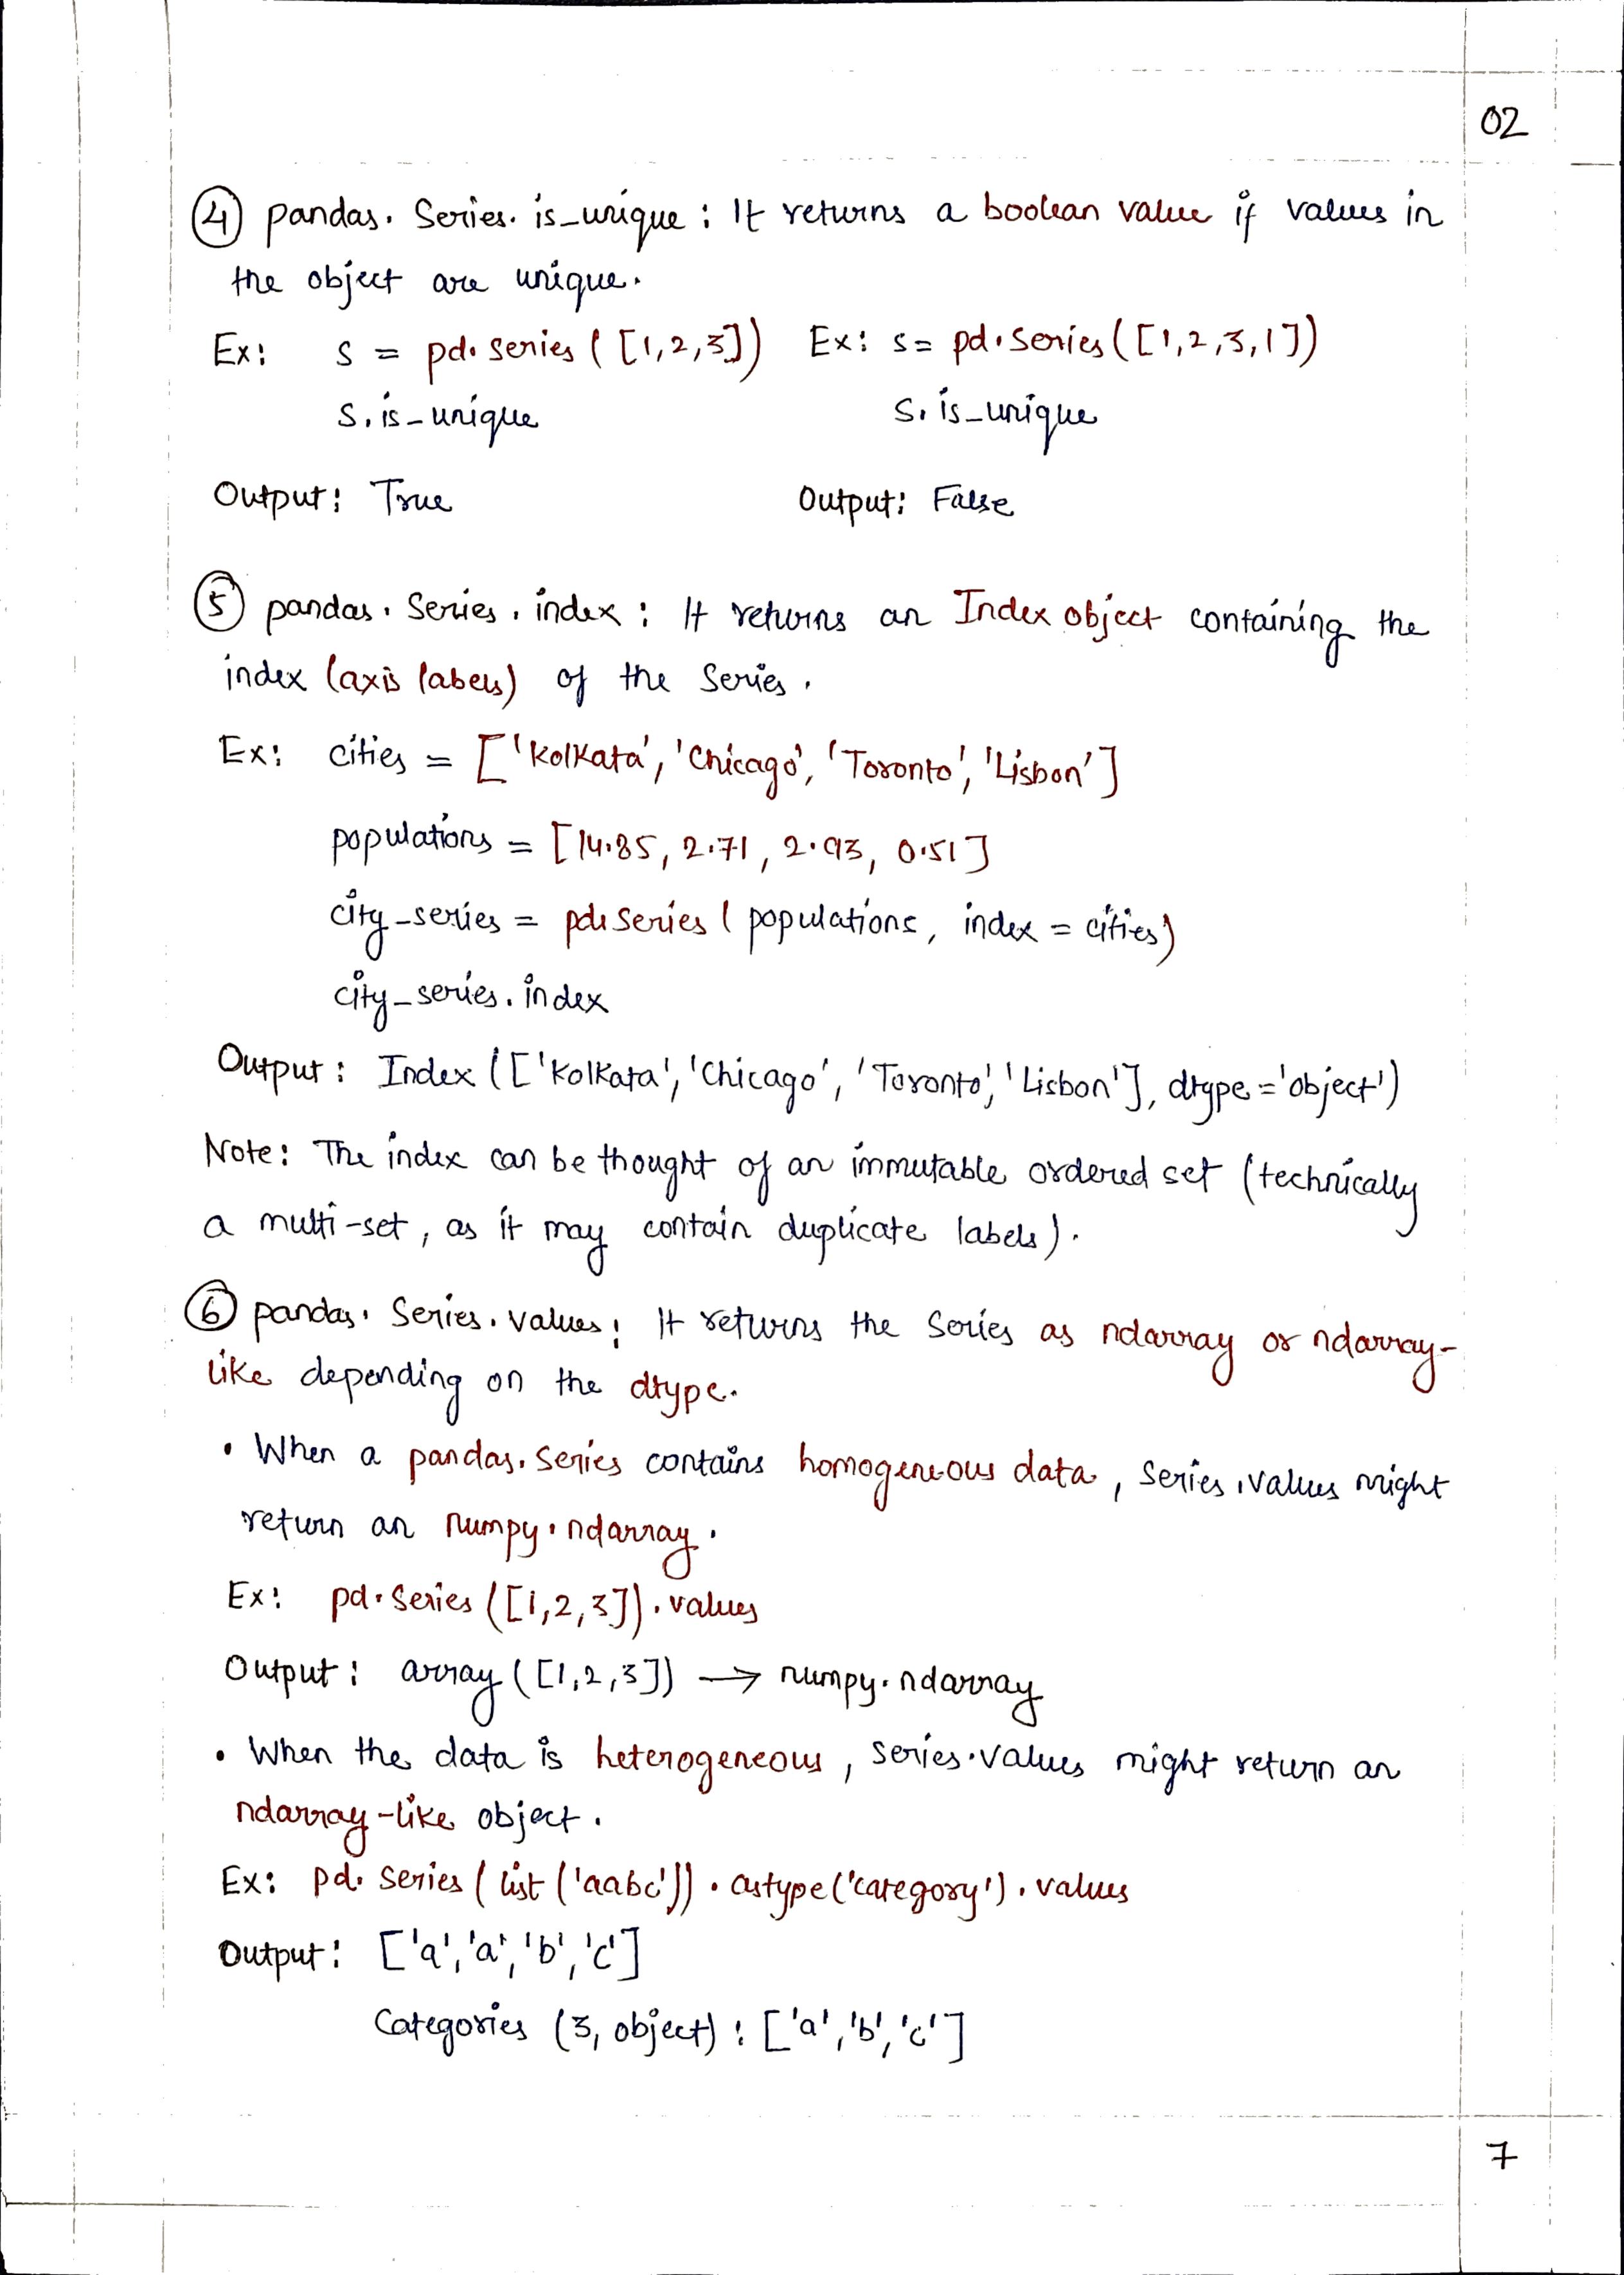 02
④ pandas. Series. is_unique : It returns a boolean value if values in
the object are unique.
Ex: s = pd. series ( [1,2,3]) Ex: s= pd. series ([1,2,3,1])
s. is_unique s. is_unique
Output: True Output: False
⑤ pandas. Series. index : It returns an Index object containing the
index (axis labels) of the Series.
Ex: cities = ['Kolkata', 'Chicago', 'Toronto', 'Lisbon']
populations = [14.85, 2.71, 2.93, 0.51]
city_series = pd. series ( populations, index = cities)
city_series. index
Output : Index (['Kolkata', 'Chicago', 'Toronto', 'Lisbon'], dtype='object')
Note: The index can be thought of an immutable ordered set (technically
a multi-set, as it may contain duplicate labels).
⑥ pandas. Series. values: It returns the Series as ndarray or ndarray-
like depending on the dtype.
• When a pandas. series contains homogeneous data, series.values might
return an numpy.ndarray.
Ex: pd. Series ([1,2,3]).values
Output : array ([1,2,3]) → numpy.ndarray
• When the data is heterogeneous, series.values might return an
ndarray-like object.
Ex: pd. series (list ('aabc')). astype('category'). values
Output: ['a', 'a', 'b', 'c']
Categories (3, object) : ['a', 'b', 'c']
7